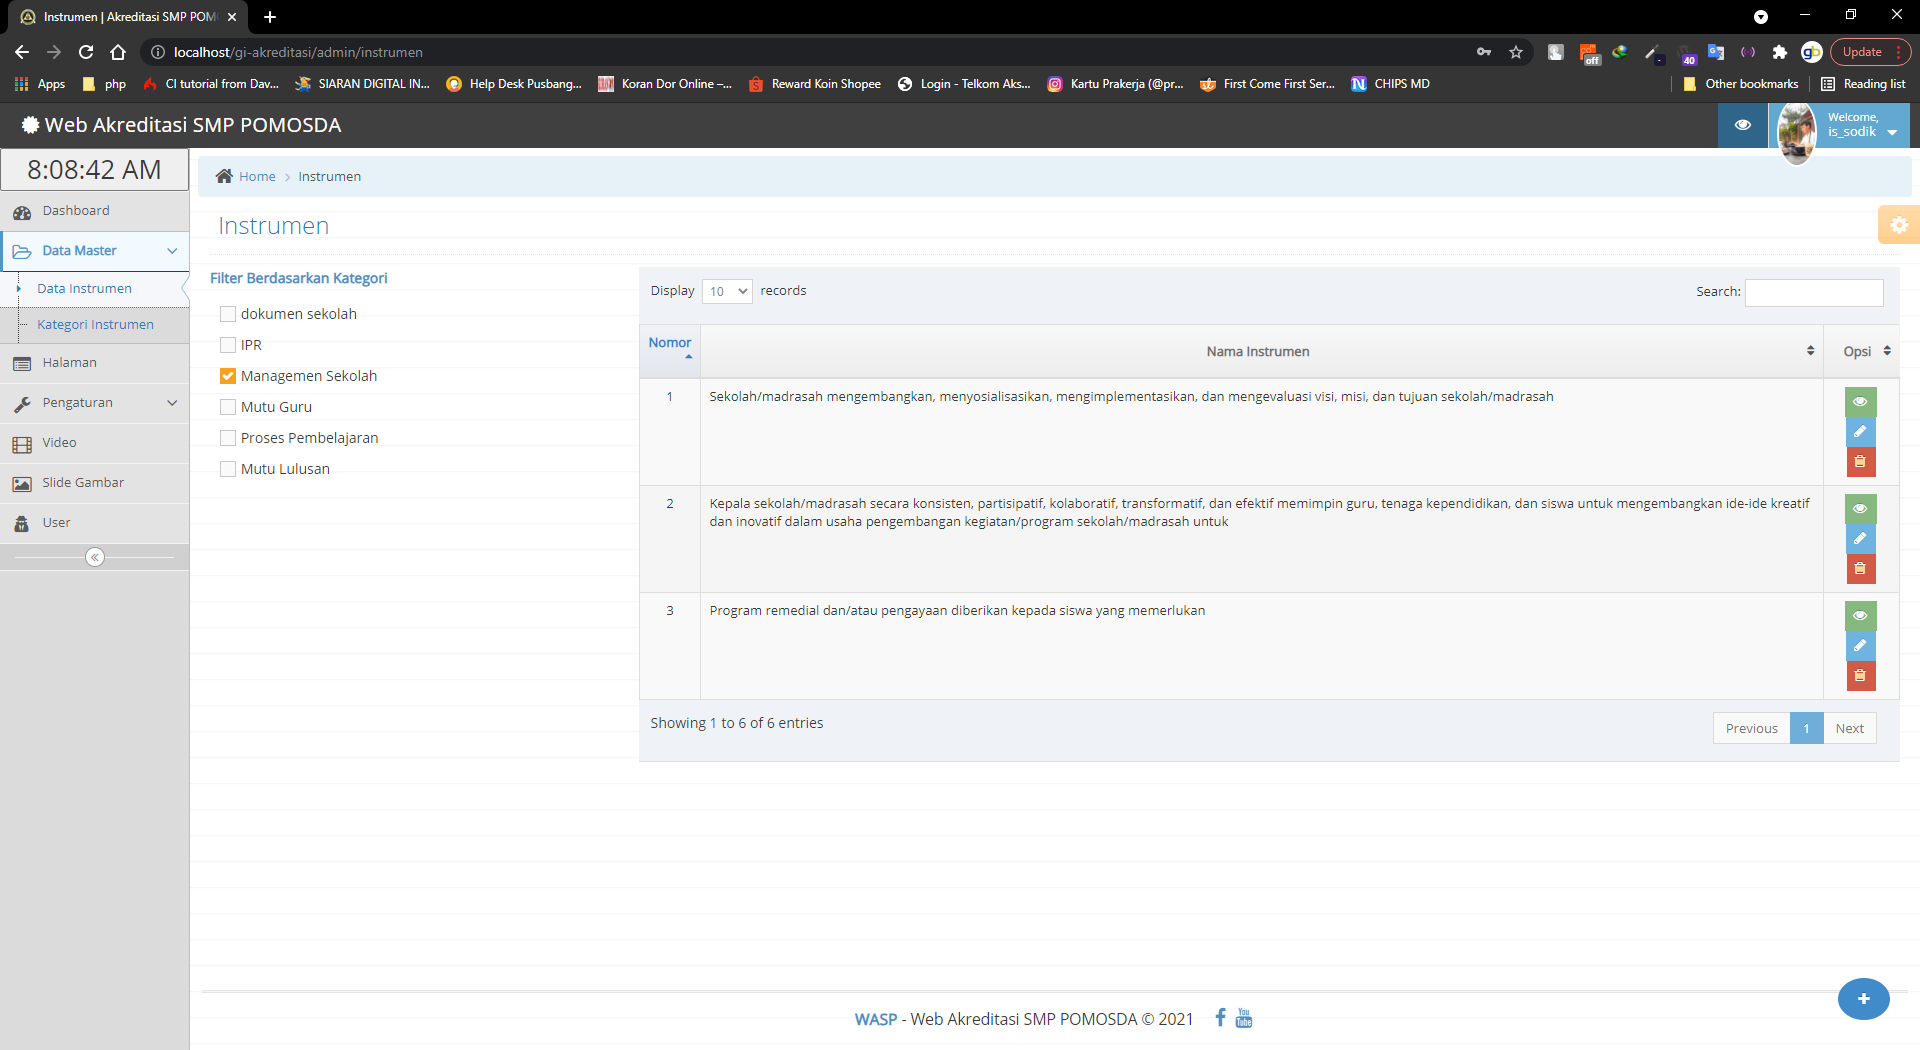 Instrumen | Akreditasi SMP POM
localhost/gi-akreditasi/admin/instrumen
off
40
gb
Update
Apps
php
CI tutorial from Dav...
SIARAN DIGITAL IN...
Help Desk Pusbang...
Koran Dor Online –...
Reward Koin Shopee
Login - Telkom Aks...
Kartu Prakerja (@pr...
First Come First Ser...
CHIPS MD
Other bookmarks
Reading list
Web Akreditasi SMP POMOSDA
Welcome,
is_sodik
8:08:42 AM
Dashboard
Data Master
Data Instrumen
Kategori Instrumen
Halaman
Pengaturan
Video
Slide Gambar
User
Home > Instrumen
Instrumen
Filter Berdasarkan Kategori
dokumen sekolah
IPR
Managemen Sekolah
Mutu Guru
Proses Pembelajaran
Mutu Lulusan
Display 10 records
Search:
Nomor
Nama Instrumen
Opsi
1
Sekolah/madrasah mengembangkan, menyosialisasikan, mengimplementasikan, dan mengevaluasi visi, misi, dan tujuan sekolah/madrasah
2
Kepala sekolah/madrasah secara konsisten, partisipatif, kolaboratif, transformatif, dan efektif memimpin guru, tenaga kependidikan, dan siswa untuk mengembangkan ide-ide kreatif
dan inovatif dalam usaha pengembangan kegiatan/program sekolah/madrasah untuk
3
Program remedial dan/atau pengayaan diberikan kepada siswa yang memerlukan
Showing 1 to 6 of 6 entries
Previous 1 Next
WASP - Web Akreditasi SMP POMOSDA © 2021
You Tube